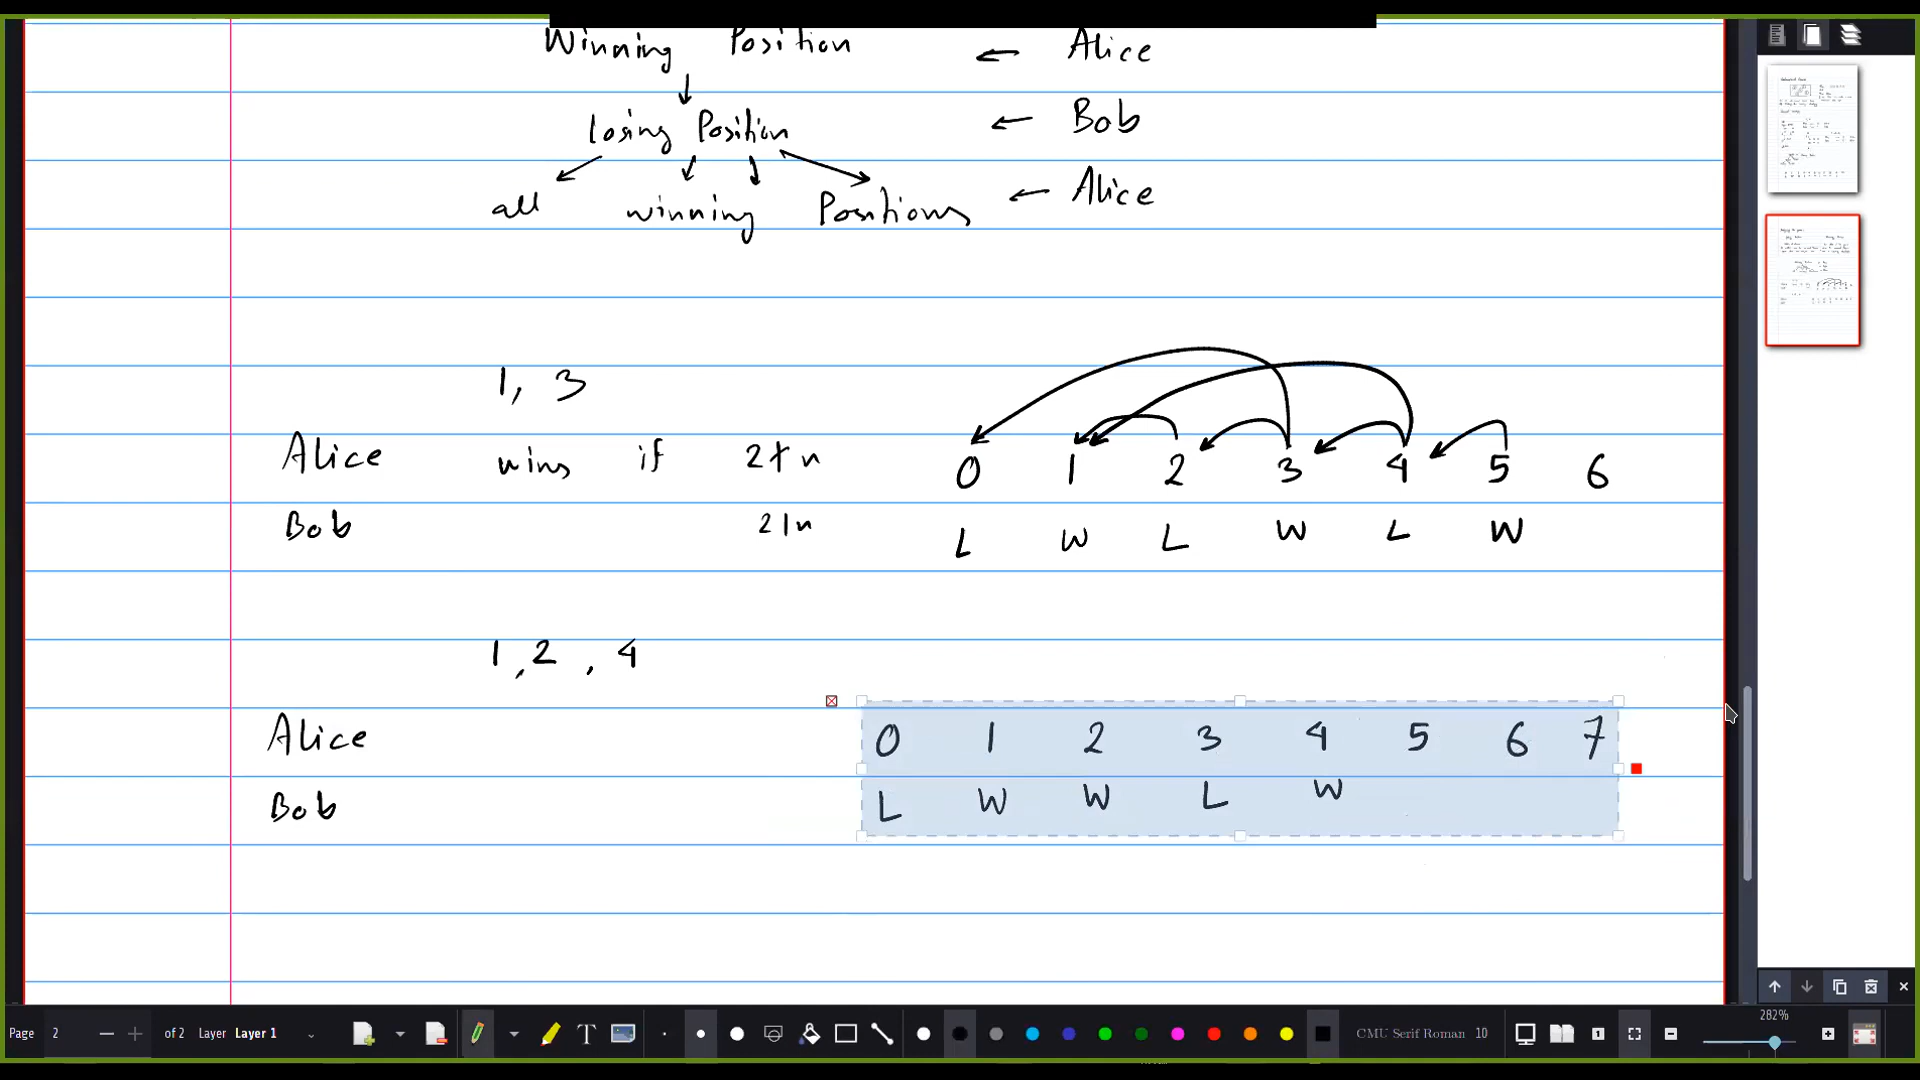 Winning Position ← Alice
losing Position ← Bob
all winning Positions ← Alice
1, 3
Alice wins if 2∤n 0 1 2 3 4 5 6
Bob 2|n L W L W L W
1, 2, 4
Alice 0 1 2 3 4 5 6 7
Bob L W W L W
Page 2 of 2 Layer Layer 1 CMU Serif Roman 10 282%